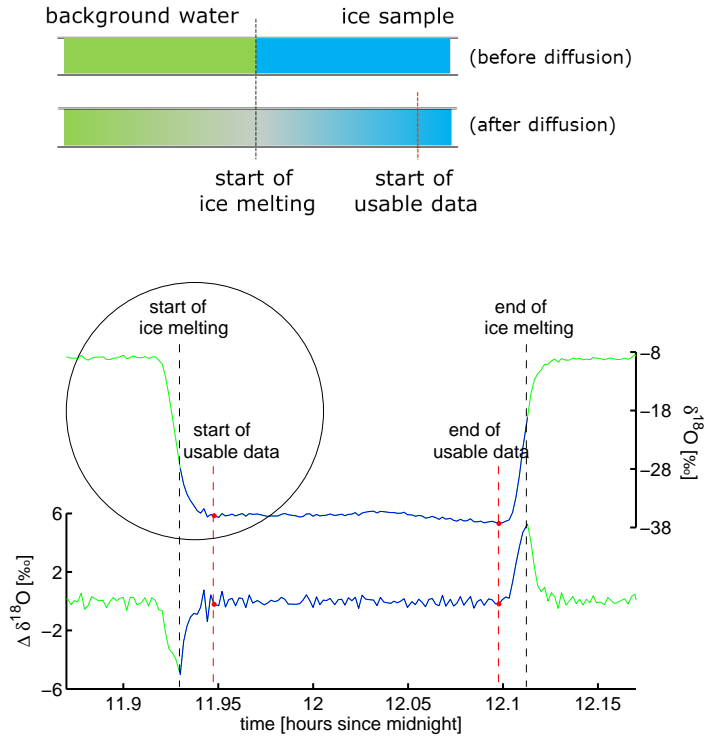 background water
ice sample
(before diffusion)
(after diffusion)
start of
ice melting
start of
usable data
start of
ice melting
end of
ice melting
start of
usable data
end of
usable data
−8
−18
−28
−38
δ¹⁸O [‰]
6
2
−2
−6
Δ δ¹⁸O [‰]
11.9
11.95
12
12.05
12.1
12.15
time [hours since midnight]